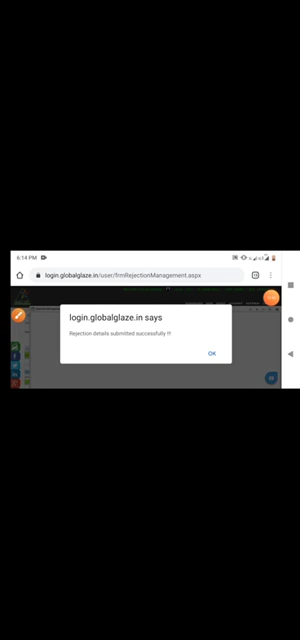 6:14 PM
login.globalglaze.in/user/frmRejectionManagement.aspx
login.globalglaze.in says
Rejection details submitted successfully !!!
OK